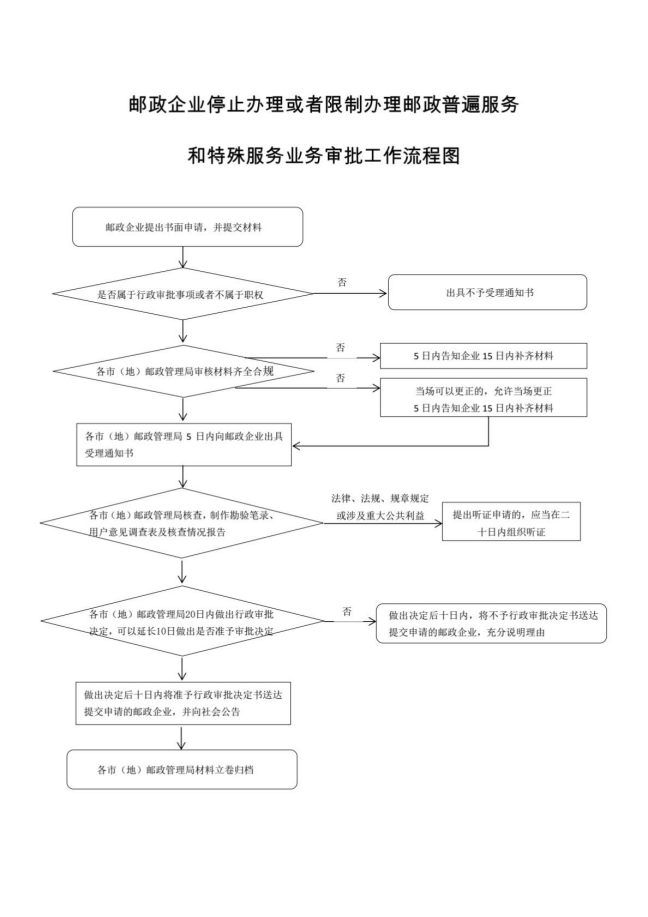 邮政企业停止办理或者限制办理邮政普遍服务
和特殊服务业务审批工作流程图
邮政企业提出书面申请，并提交材料
是否属于行政审批事项或者不属于职权
否
出具不予受理通知书
各市（地）邮政管理局审核材料齐全合规
否
5 日内告知企业 15 日内补齐材料
否
当场可以更正的，允许当场更正
5 日内告知企业 15 日内补齐材料
各市（地）邮政管理局 5 日内向邮政企业出具
受理通知书
各市（地）邮政管理局核查，制作勘验笔录、
用户意见调查表及核查情况报告
法律、法规、规章规定
或涉及重大公共利益
提出听证申请的，应当在二
十日内组织听证
各市（地）邮政管理局20日内做出行政审批
决定，可以延长10日做出是否准予审批决定
否
做出决定后十日内，将不予行政审批决定书送达
提交申请的邮政企业，充分说明理由
做出决定后十日内将准予行政审批决定书送达
提交申请的邮政企业，并向社会公告
各市（地）邮政管理局材料立卷归档